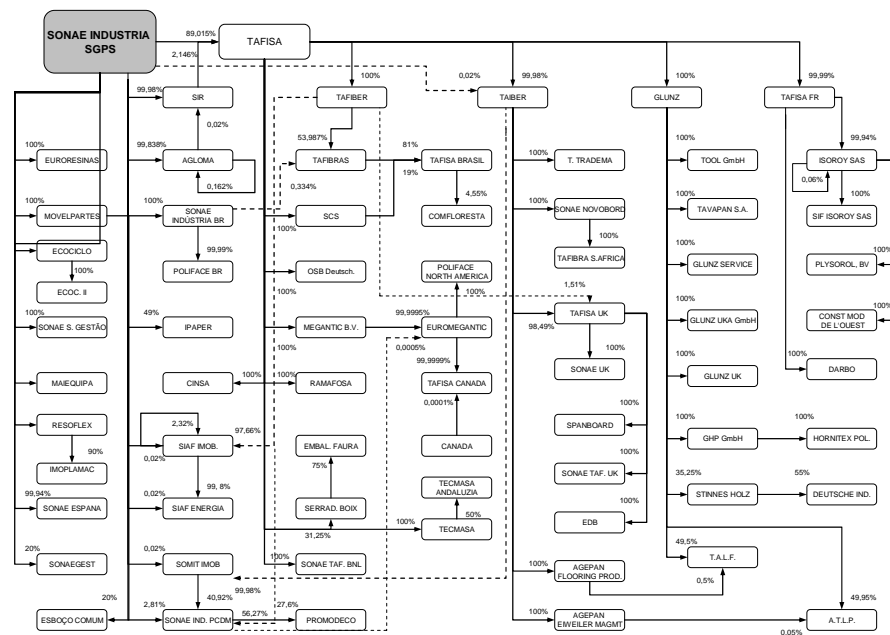 SONAE INDUSTRIA
SGPS
89,015%
TAFISA
2,146%
100%
0,02%
99,98%
100%
99,99%
99,98%
SIR
TAFIBER
TAIBER
GLUNZ
TAFISA FR
0,02%
53,987%
81%
99,94%
100%
99,838%
100%
100%
EURORESINAS
AGLOMA
TAFIBRAS
TAFISA BRASIL
T. TRADEMA
TOOL GmbH
ISOROY SAS
19%
0,162%
0,334%
0,06%
100%
4,55%
100%
100%
100%
MOVELPARTES
SONAE
INDÚSTRIA BR
SCS
COMFLORESTA
SONAE NOVOBORD
TAVAPAN S.A.
SIF ISOROY SAS
100%
99,99%
100%
100%
100%
ECOCICLO
POLIFACE BR
OSB Deutsch.
POLIFACE
NORTH AMERICA
TAFIBRA S.AFRICA
GLUNZ SERVICE
PLYSOROL, BV
100%
100%
100%
1,51%
ECOC. II
100%
49%
99,9995%
100%
100%
100%
SONAE S. GESTÃO
IPAPER
MEGANTIC B.V.
EUROMEGANTIC
TAFISA UK
GLUNZ UKA GmbH
CONST MOD
DE L'OUEST
98,49%
100%
0,0005%
99,9999%
100%
100%
100%
SONAE UK
MAIEQUIPA
CINSA
100%
100%
RAMAFOSA
TAFISA CANADA
GLUNZ UK
DARBO
0,0001%
2,32%
97,66%
100%
100%
100%
RESOFLEX
SIAF IMOB.
EMBAL. FAURA
CANADA
SPANBOARD
GHP GmbH
HORNITEX POL.
90%
0,02%
75%
100%
IMOPLAMAC
TECMASA
ANDALUZIA
SONAE TAF. UK
35,25%
55%
99,94%
0,02%
99, 8%
STINNES HOLZ
DEUTSCHE IND.
SONAE ESPANA
SIAF ENERGIA
SERRAD. BOIX
50%
100%
100%
31,25%
TECMASA
EDB
49,5%
20%
0,02%
100%
100%
T.A.L.F.
SONAEGEST
SOMIT IMOB
SONAE TAF. BNL
AGEPAN
FLOORING PROD.
0,5%
99,98%
40,92%
20%
2,81%
56,27%
27,6%
100%
49,95%
ESBOÇO COMUM
SONAE IND. PCDM
PROMODECO
AGEPAN
EIWEILER MAGMT
A.T.L.P.
0,05%